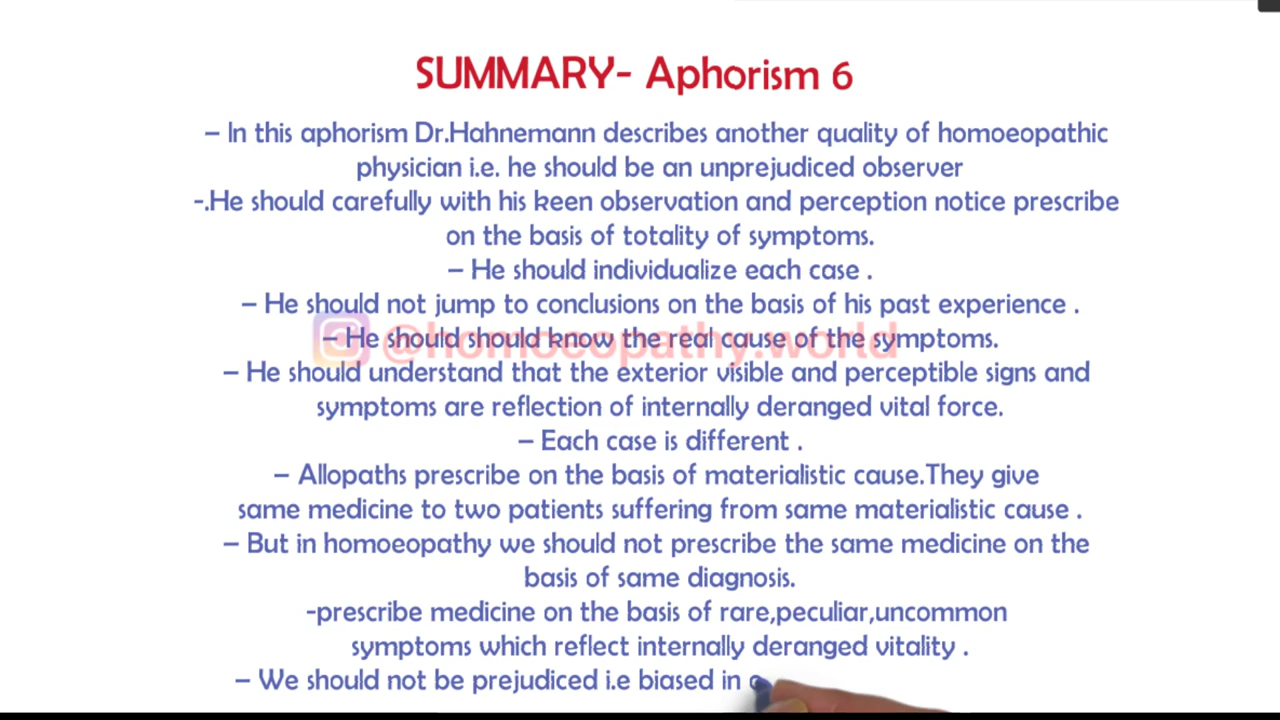 SUMMARY- Aphorism 6
– In this aphorism Dr.Hahnemann describes another quality of homoeopathic
physician i.e. he should be an unprejudiced observer
-.He should carefully with his keen observation and perception notice prescribe
on the basis of totality of symptoms.
– He should individualize each case .
– He should not jump to conclusions on the basis of his past experience .
– He should should know the real cause of the symptoms.
@homoeopathy.world
– He should understand that the exterior visible and perceptible signs and
symptoms are reflection of internally deranged vital force.
– Each case is different .
– Allopaths prescribe on the basis of materialistic cause.They give
same medicine to two patients suffering from same materialistic cause .
– But in homoeopathy we should not prescribe the same medicine on the
basis of same diagnosis.
-prescribe medicine on the basis of rare,peculiar,uncommon
symptoms which reflect internally deranged vitality .
– We should not be prejudiced i.e biased in